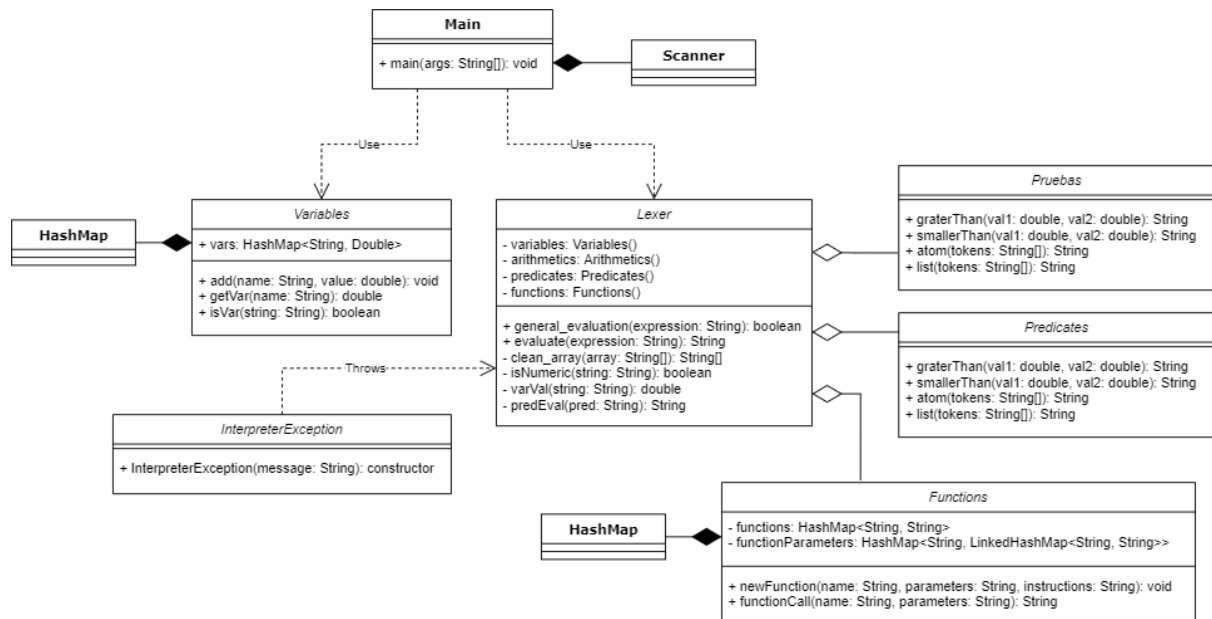 Main
+ main(args: String[]): void
Scanner
Use
Use
HashMap
Variables
+ vars: HashMap<String, Double>
+ add(name: String, value: double): void
+ getVar(name: String): double
+ isVar(string: String): boolean
Lexer
- variables: Variables()
- arithmetics: Arithmetics()
- predicates: Predicates()
- functions: Functions()
+ general_evaluation(expression: String): boolean
+ evaluate(expression: String): String
- clean_array(array: String[]): String[]
- isNumeric(string: String): boolean
- varVal(string: String): double
- predEval(pred: String): String
Pruebas
+ graterThan(val1: double, val2: double): String
+ smallerThan(val1: double, val2: double): String
+ atom(tokens: String[]): String
+ list(tokens: String[]): String
Predicates
+ graterThan(val1: double, val2: double): String
+ smallerThan(val1: double, val2: double): String
+ atom(tokens: String[]): String
+ list(tokens: String[]): String
Throws
InterpreterException
+ InterpreterException(message: String): constructor
HashMap
Functions
- functions: HashMap<String, String>
- functionParameters: HashMap<String, LinkedHashMap<String, String>>
+ newFunction(name: String, parameters: String, instructions: String): void
+ functionCall(name: String, parameters: String): String